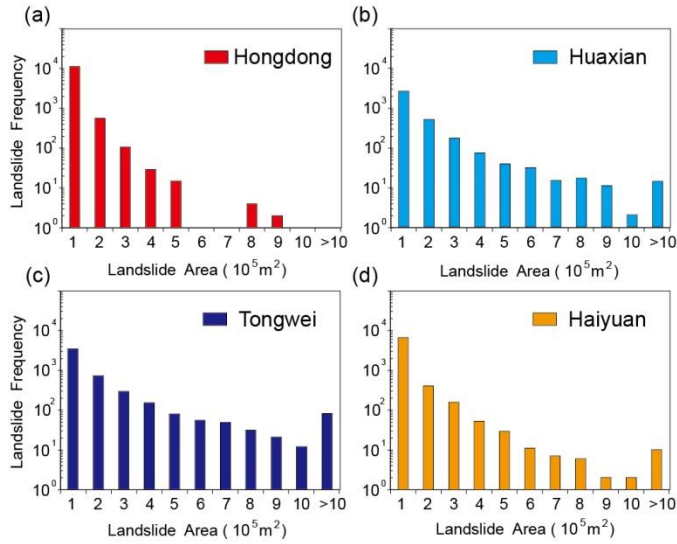 (a)
Hongdong
Landslide Frequency
10^4
10^3
10^2
10^1
10^0
1 2 3 4 5 6 7 8 9 10 >10
Landslide Area ( 10^5m^2)
(b)
Huaxian
Landslide Frequency
10^4
10^3
10^2
10^1
10^0
1 2 3 4 5 6 7 8 9 10 >10
Landslide Area ( 10^5m^2)
(c)
Tongwei
Landslide Frequency
10^4
10^3
10^2
10^1
10^0
1 2 3 4 5 6 7 8 9 10 >10
Landslide Area ( 10^5m^2)
(d)
Haiyuan
10^4
10^3
10^2
10^1
10^0
1 2 3 4 5 6 7 8 9 10 >10
Landslide Area ( 10^5m^2)